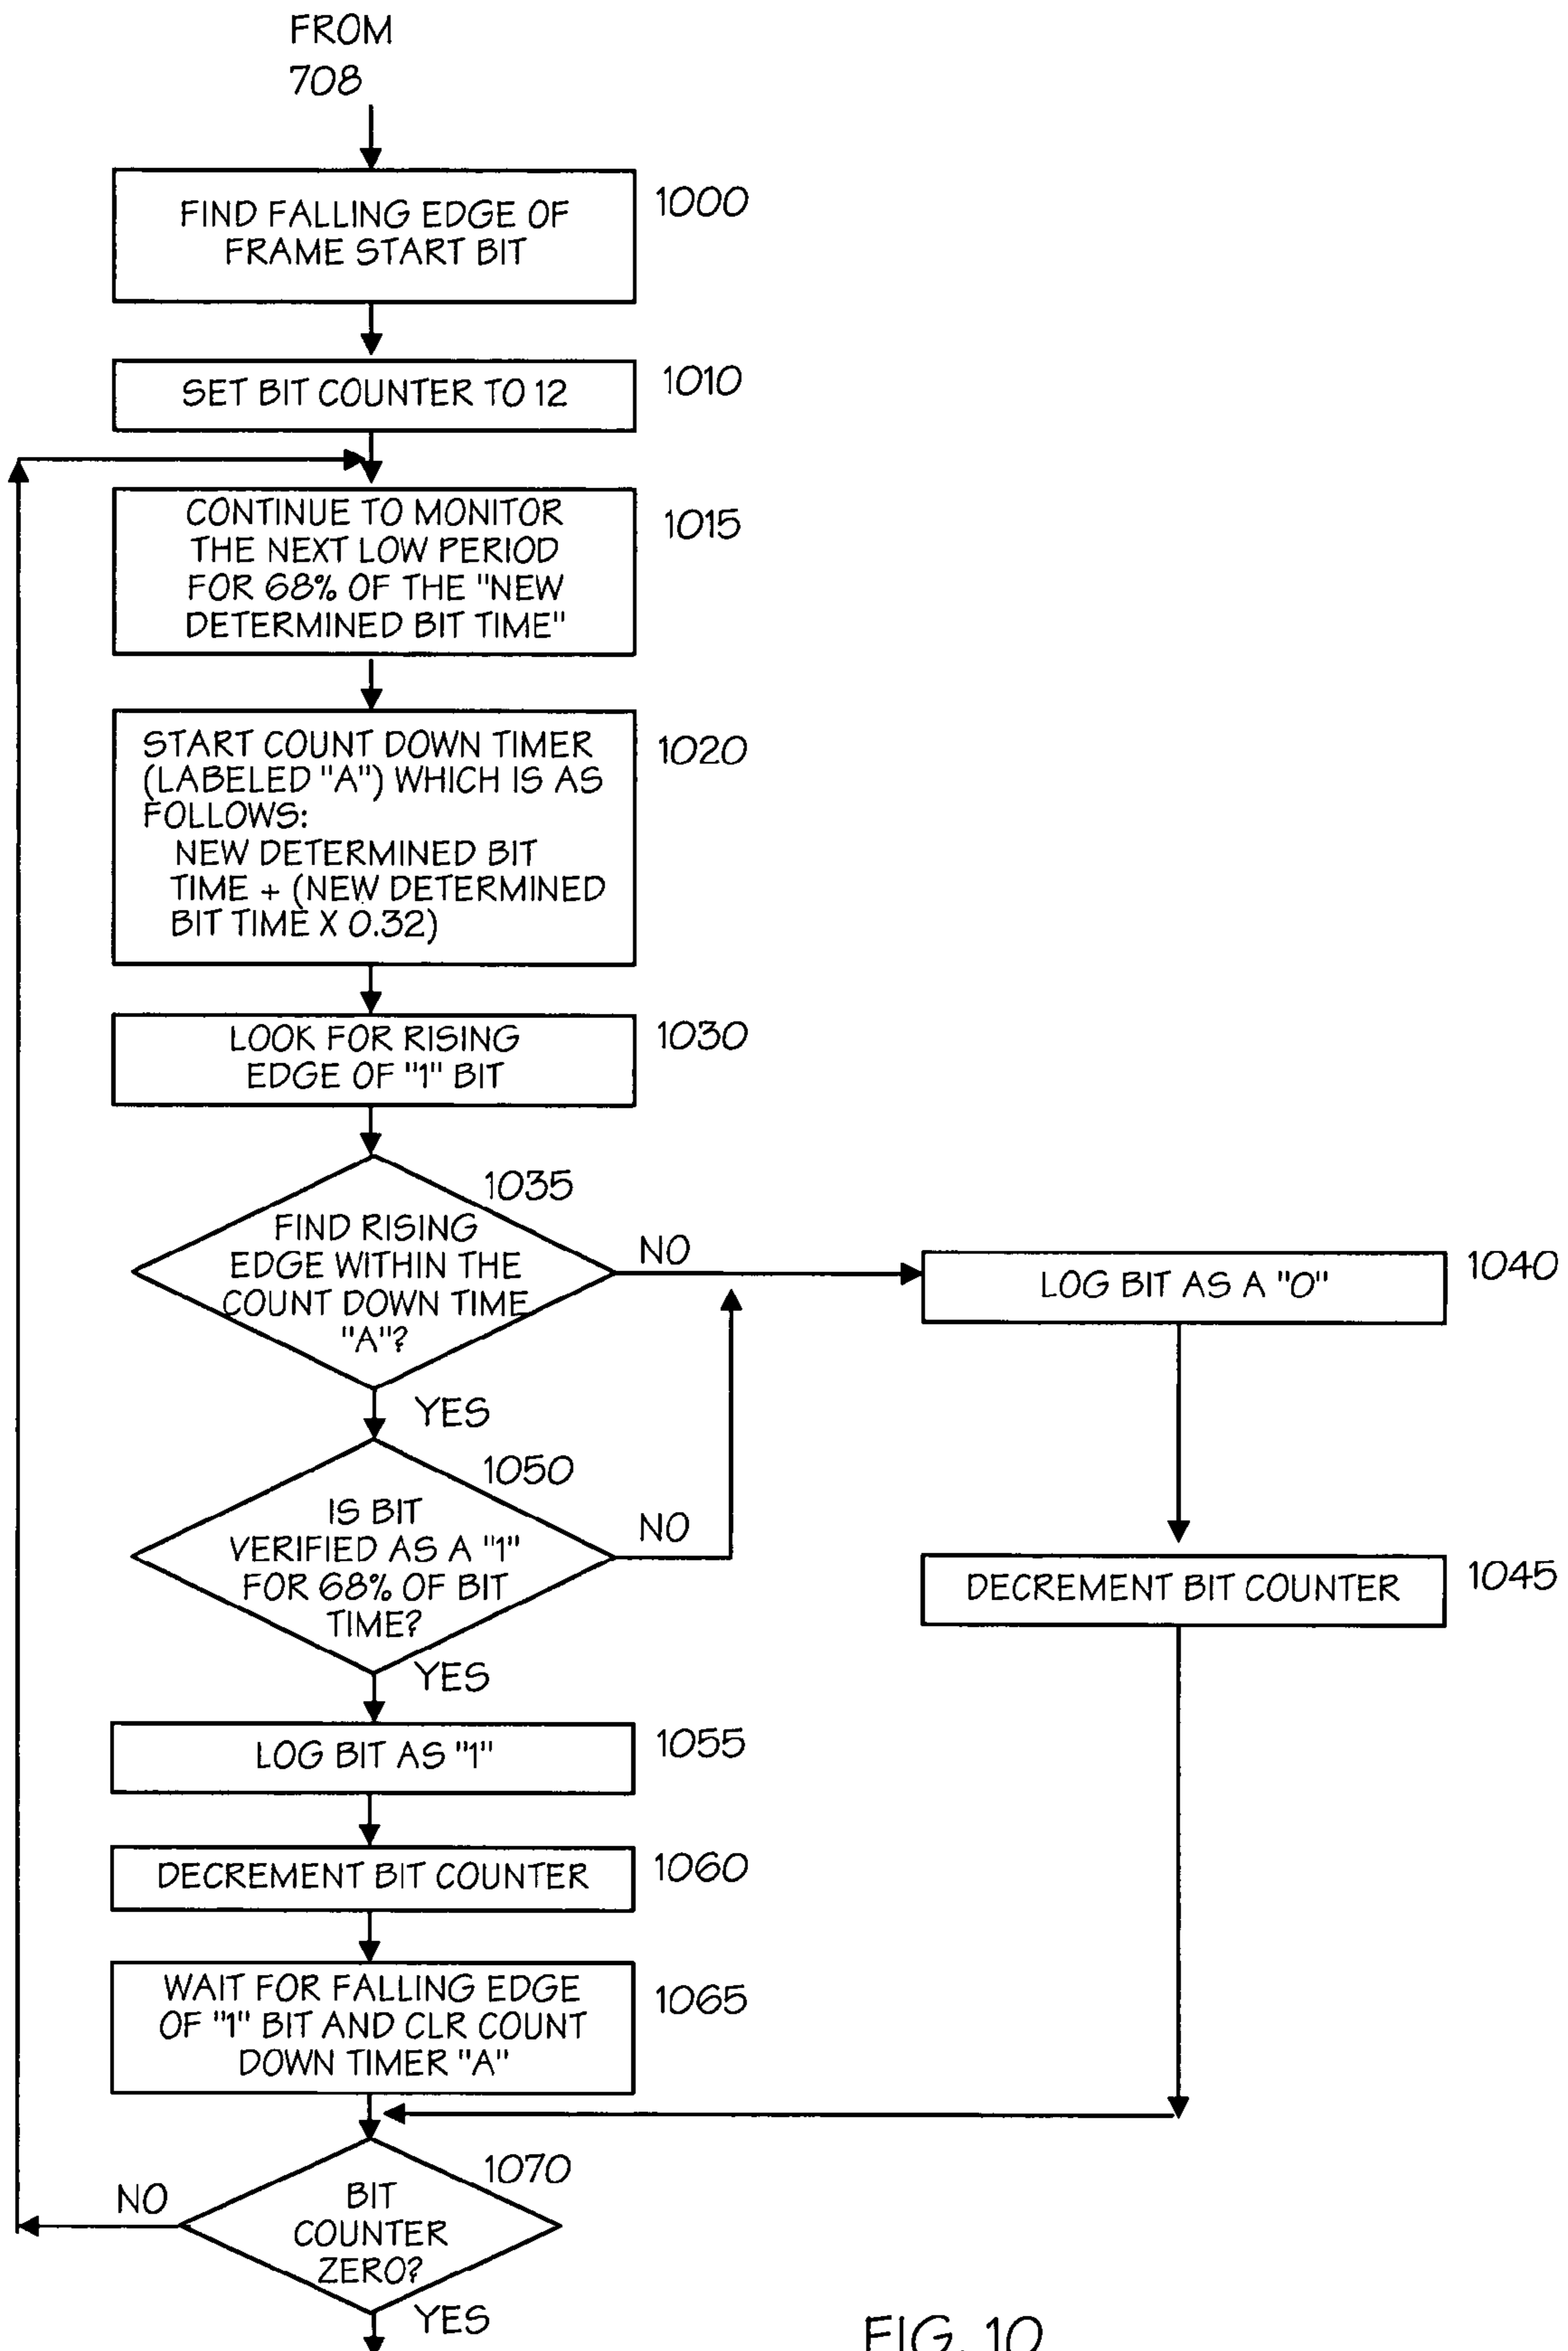 FROM
708
FIND FALLING EDGE OF
FRAME START BIT
1000
SET BIT COUNTER TO 12
1010
CONTINUE TO MONITOR
THE NEXT LOW PERIOD
FOR 68% OF THE "NEW
DETERMINED BIT TIME"
1015
START COUNT DOWN TIMER
(LABELED "A") WHICH IS AS
FOLLOWS:
NEW DETERMINED BIT
TIME + (NEW DETERMINED
BIT TIME X 0.32)
1020
LOOK FOR RISING
EDGE OF "1" BIT
1030
1035
FIND RISING
EDGE WITHIN THE
COUNT DOWN TIME
"A"?
NO
LOG BIT AS A "0"
1040
YES
1050
IS BIT
VERIFIED AS A "1"
FOR 68% OF BIT
TIME?
NO
DECREMENT BIT COUNTER
1045
YES
LOG BIT AS "1"
1055
DECREMENT BIT COUNTER
1060
WAIT FOR FALLING EDGE
OF "1" BIT AND CLR COUNT
DOWN TIMER "A"
1065
1070
BIT
COUNTER
ZERO?
NO
YES
FIG. 10